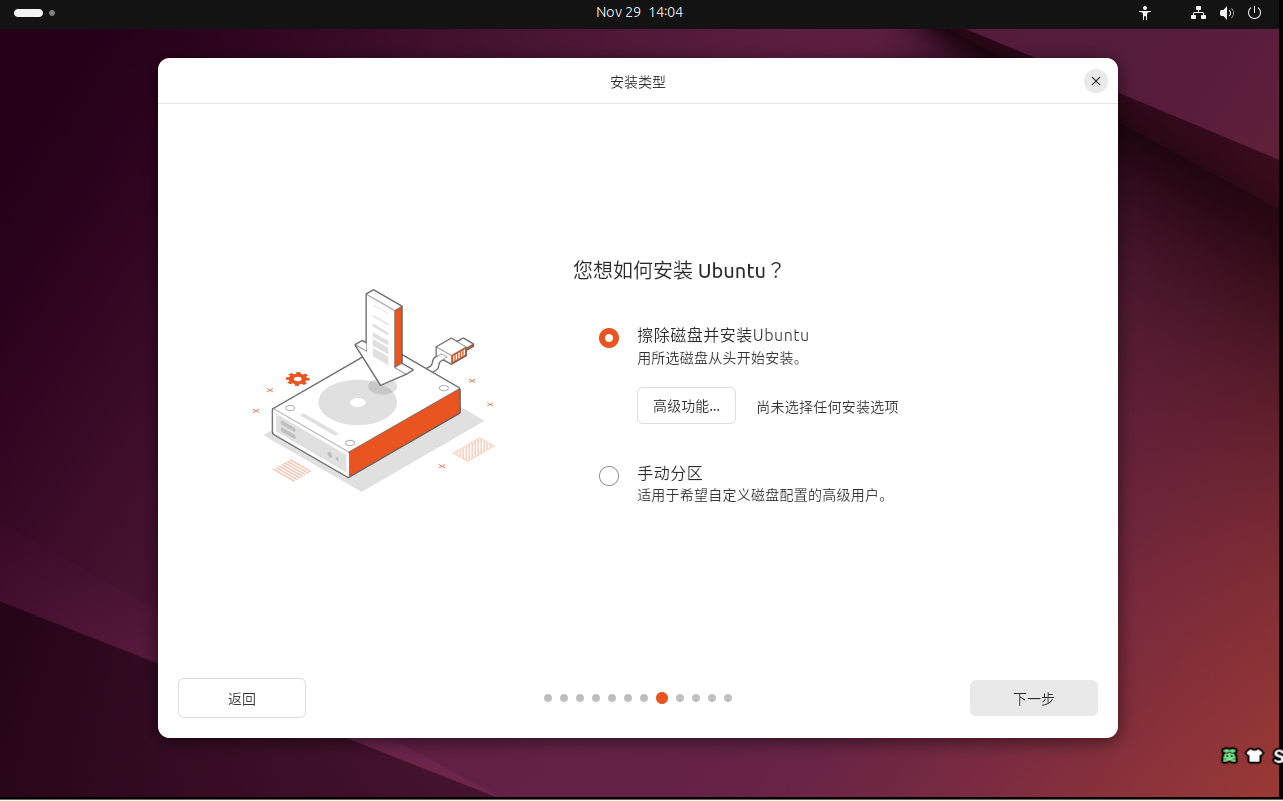 Nov 29 14:04
安装类型
您想如何安装 Ubuntu？
擦除磁盘并安装Ubuntu
用所选磁盘从头开始安装。
高级功能... 尚未选择任何安装选项
手动分区
适用于希望自定义磁盘配置的高级用户。
返回
下一步
英
S